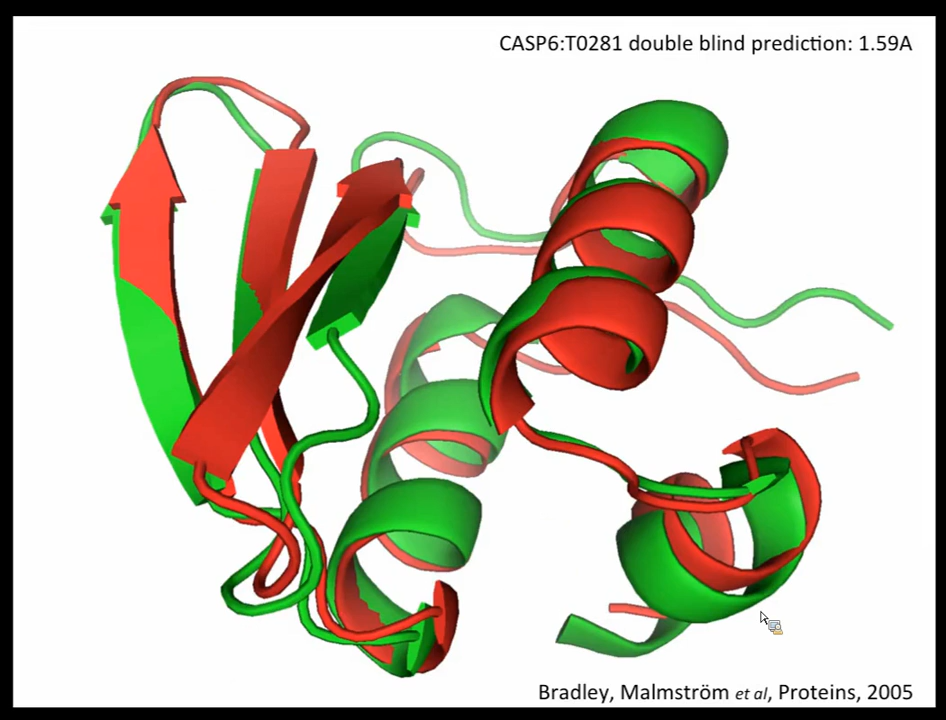 CASP6:T0281 double blind prediction: 1.59A
Bradley, Malmström et al, Proteins, 2005